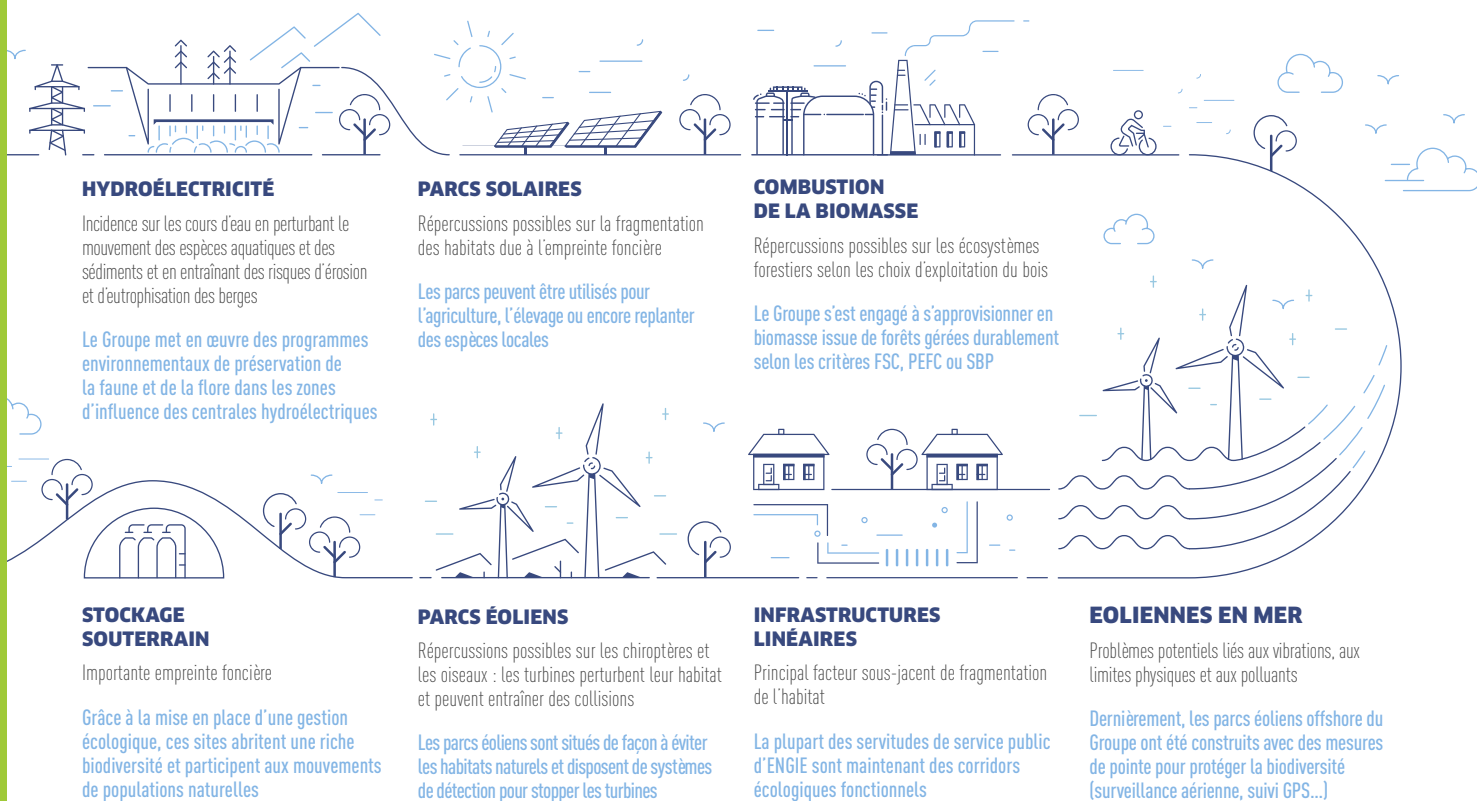 HYDROÉLECTRICITÉ
Incidence sur les cours d'eau en perturbant le
mouvement des espèces aquatiques et des
sédiments et en entraînant des risques d'érosion
et d'eutrophisation des berges
Le Groupe met en œuvre des programmes
environnementaux de préservation de
la faune et de la flore dans les zones
d'influence des centrales hydroélectriques
PARCS SOLAIRES
Répercussions possibles sur la fragmentation
des habitats due à l'empreinte foncière
Les parcs peuvent être utilisés pour
l'agriculture, l'élevage ou encore replanter
des espèces locales
COMBUSTION
DE LA BIOMASSE
Répercussions possibles sur les écosystèmes
forestiers selon les choix d'exploitation du bois
Le Groupe s'est engagé à s'approvisionner en
biomasse issue de forêts gérées durablement
selon les critères FSC, PEFC ou SBP
STOCKAGE
SOUTERRAIN
Importante empreinte foncière
Grâce à la mise en place d'une gestion
écologique, ces sites abritent une riche
biodiversité et participent aux mouvements
de populations naturelles
PARCS ÉOLIENS
Répercussions possibles sur les chiroptères et
les oiseaux : les turbines perturbent leur habitat
et peuvent entraîner des collisions
Les parcs éoliens sont situés de façon à éviter
les habitats naturels et disposent de systèmes
de détection pour stopper les turbines
INFRASTRUCTURES
LINÉAIRES
Principal facteur sous-jacent de fragmentation
de l'habitat
La plupart des servitudes de service public
d'ENGIE sont maintenant des corridors
écologiques fonctionnels
EOLIENNES EN MER
Problèmes potentiels liés aux vibrations, aux
limites physiques et aux polluants
Dernièrement, les parcs éoliens offshore du
Groupe ont été construits avec des mesures
de pointe pour protéger la biodiversité
(surveillance aérienne, suivi GPS...)